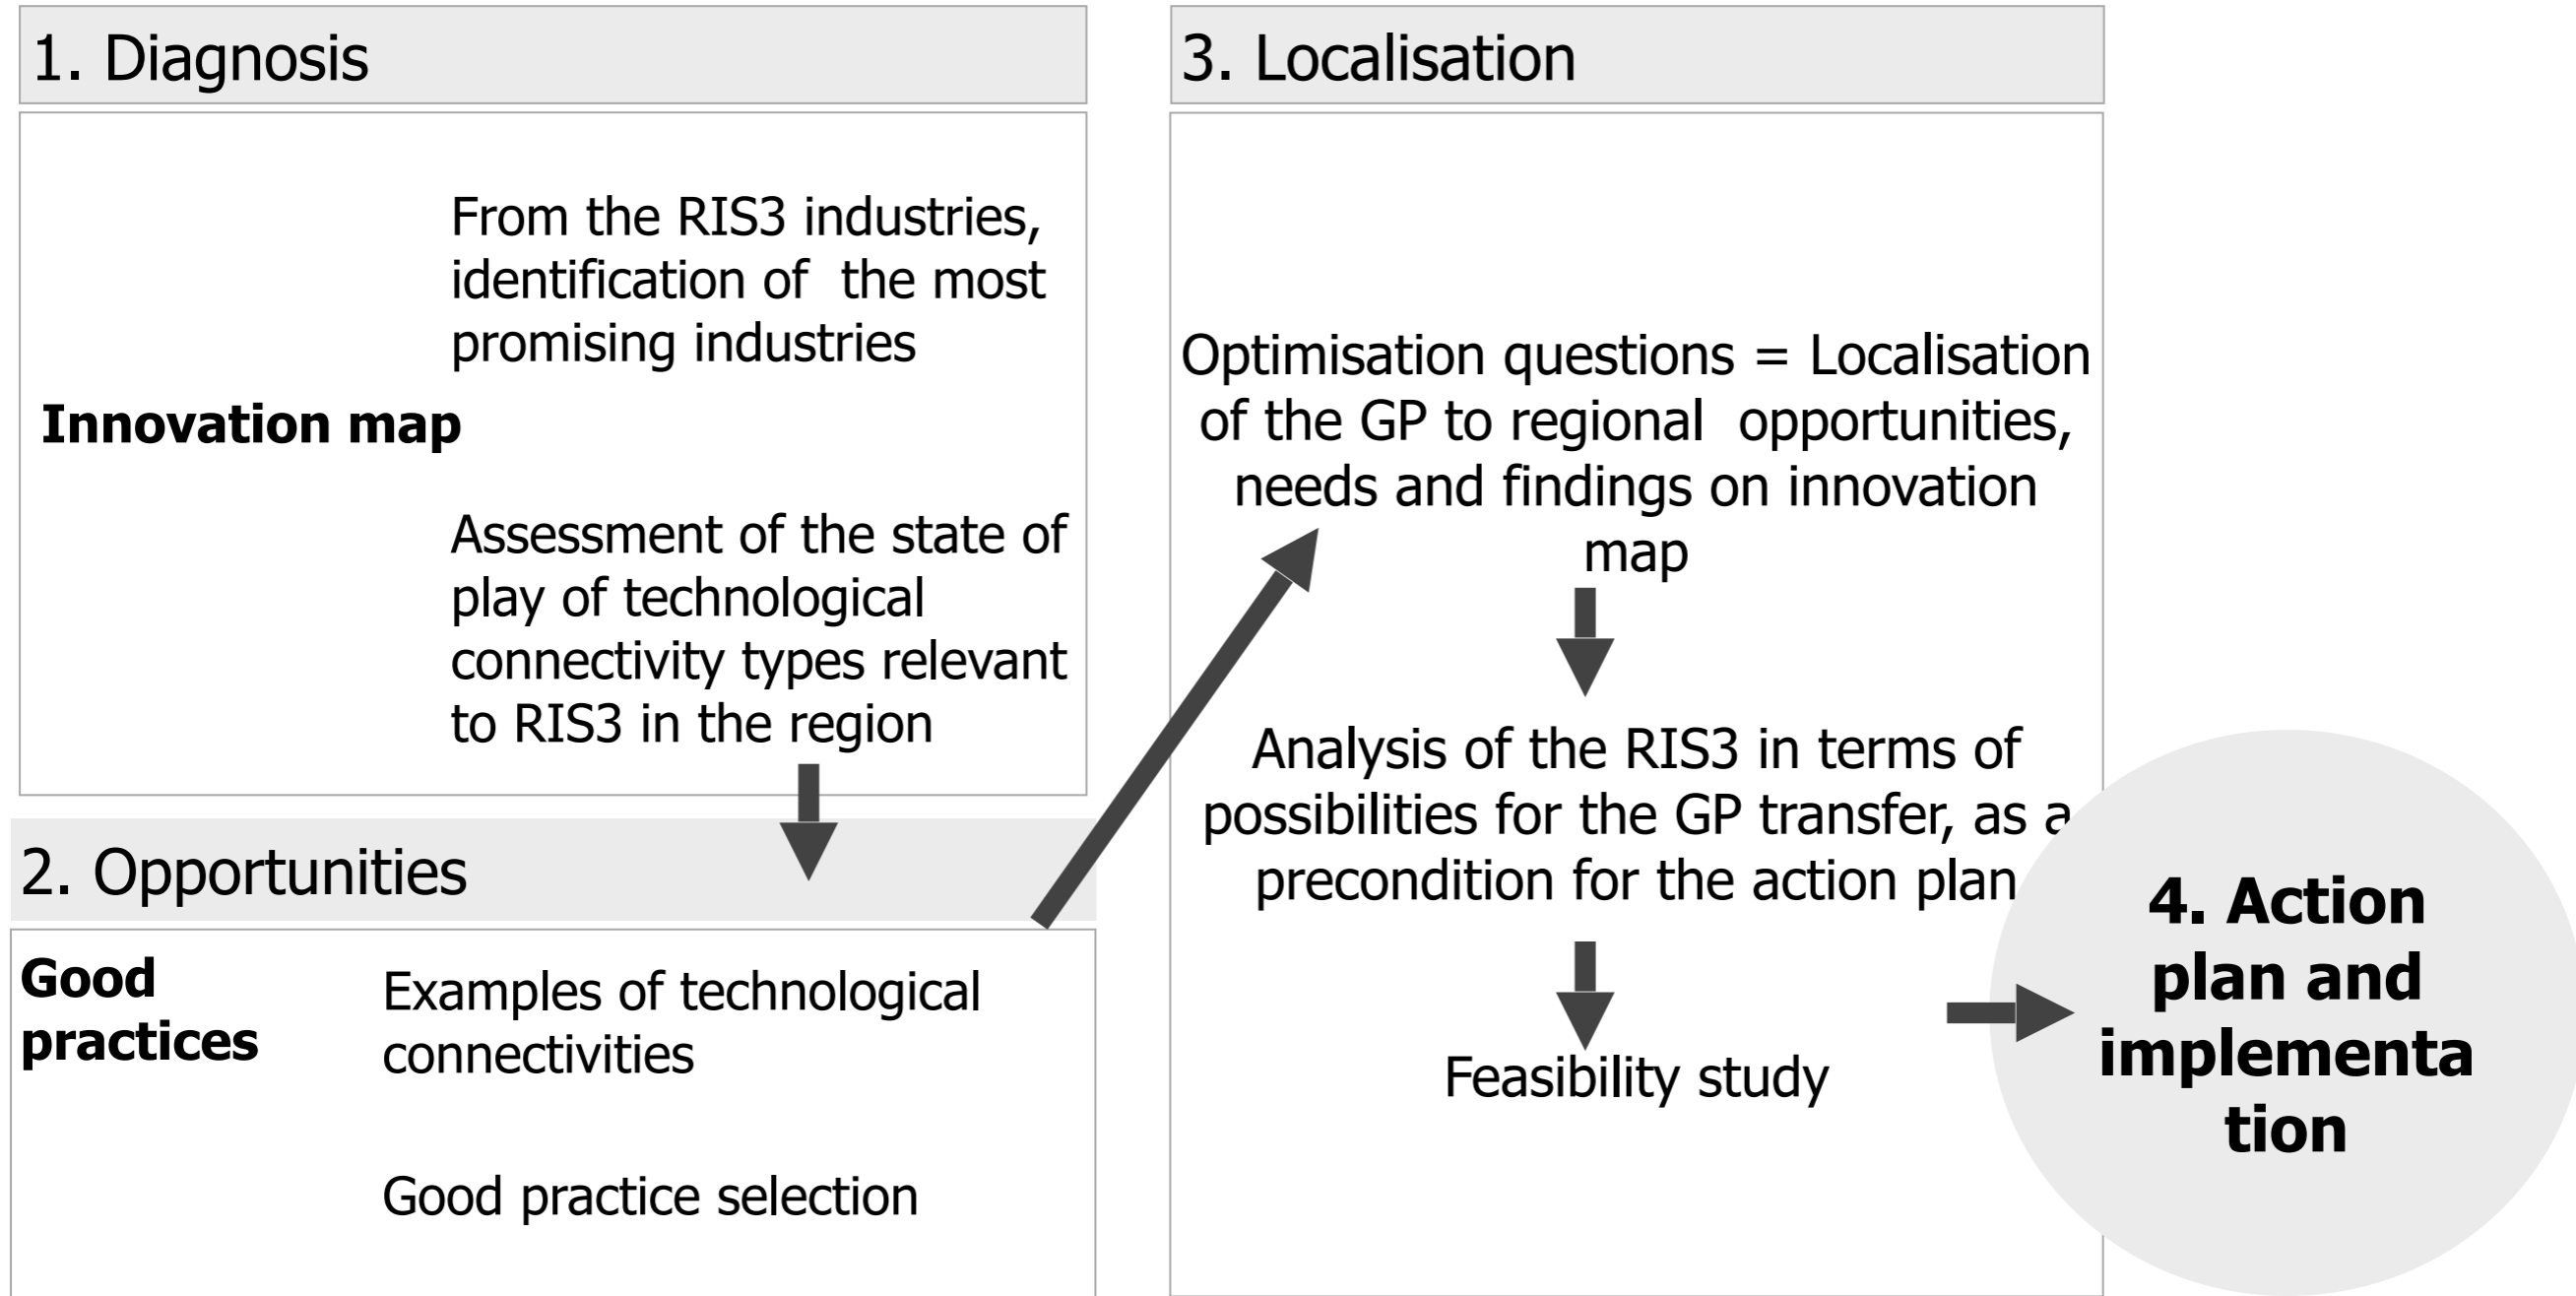 1. Diagnosis
From the RIS3 industries,
identification of  the most
promising industries
Innovation map
Assessment of the state of
play of technological
connectivity types relevant
to RIS3 in the region
2. Opportunities
Good
practices
Examples of technological
connectivities
Good practice selection
3. Localisation
Optimisation questions = Localisation
of the GP to regional  opportunities,
needs and findings on innovation
map
Analysis of the RIS3 in terms of
possibilities for the GP transfer, as a
precondition for the action plan
Feasibility study
4. Action
plan and
implementa
tion